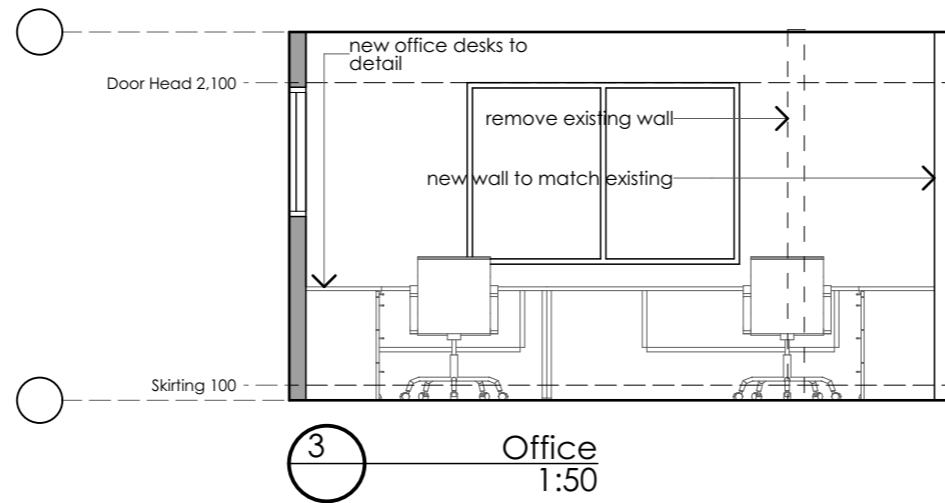 new office desks to
detail
Door Head 2,100
remove existing wall
new wall to match existing
Skirting 100
3
Office
1:50